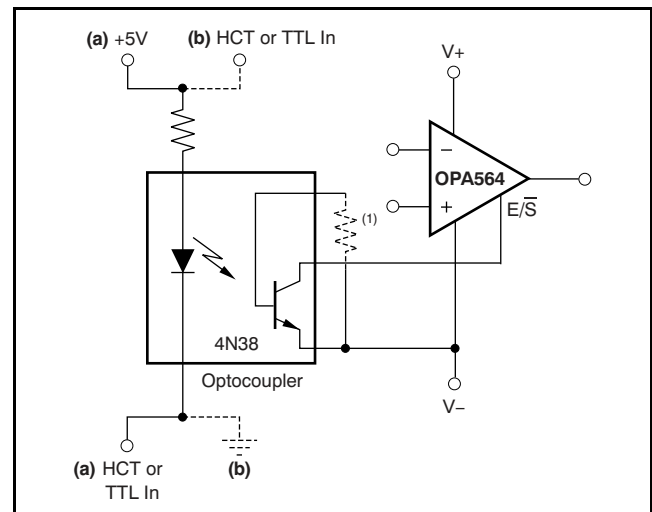 (a) +5V
(b) HCT or TTL In
V+
−
OPA564
+
E/S̅
(1)
4N38
Optocoupler
V−
(a) HCT or
TTL In
(b)